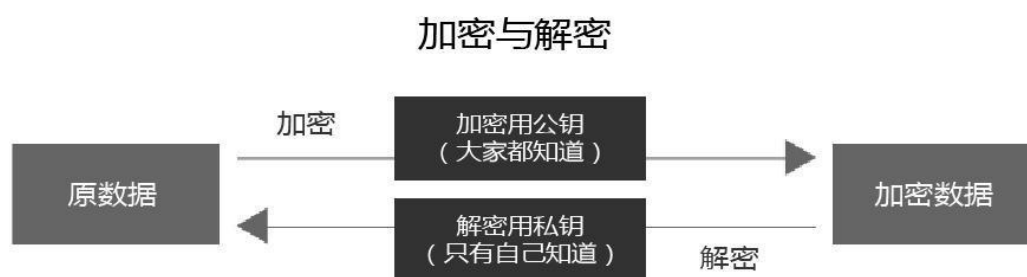 加密与解密
加密
加密用公钥
（大家都知道）
原数据
加密数据
解密用私钥
（只有自己知道）
解密